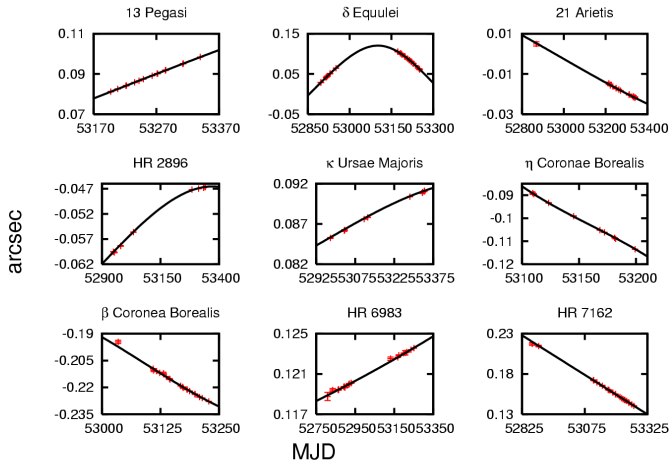 13 Pegasi
0.11
0.09
0.07
53170 53270 53370
δ Equulei
0.15
0.05
-0.05
52850 53000 53150 53300
21 Arietis
0.01
-0.01
-0.03
52800 53000 53200 53400
HR 2896
-0.047
-0.052
-0.057
-0.062
52900 53150 53400
κ Ursae Majoris
0.092
0.087
0.082
52925 53075 53225 53375
η Coronae Borealis
-0.09
-0.1
-0.11
-0.12
53100 53150 53200
β Coronea Borealis
-0.19
-0.205
-0.22
-0.235
53000 53125 53250
HR 6983
0.125
0.121
0.117
52750 52950 53150 53350
HR 7162
0.23
0.18
0.13
52825 53075 53325
arcsec
MJD